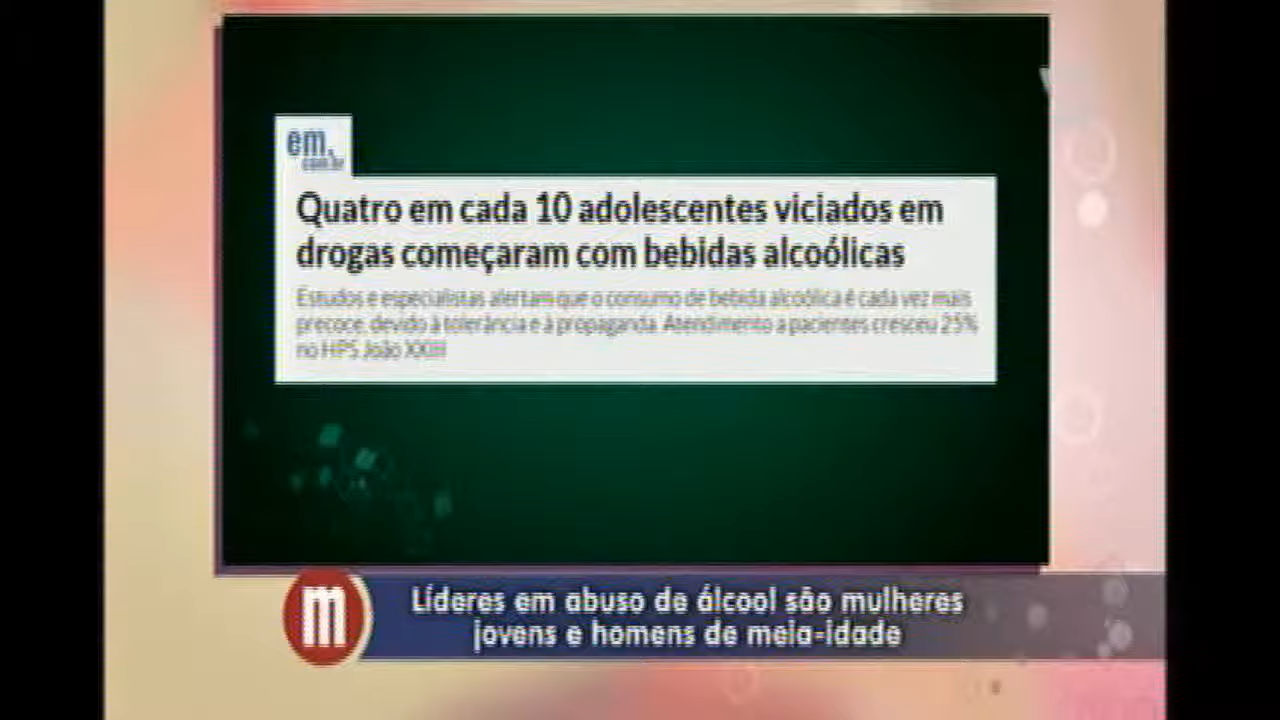 em.
com.br
Quatro em cada 10 adolescentes viciados em
drogas começaram com bebidas alcoólicas
Estudos e especialistas alertam que o consumo de bebida alcoólica é cada vez mais
precoce, devido à tolerância e à propaganda. Atendimento a pacientes cresceu 25%
no HPS João XXIII
m
Líderes em abuso de álcool são mulheres
jovens e homens de meia-idade